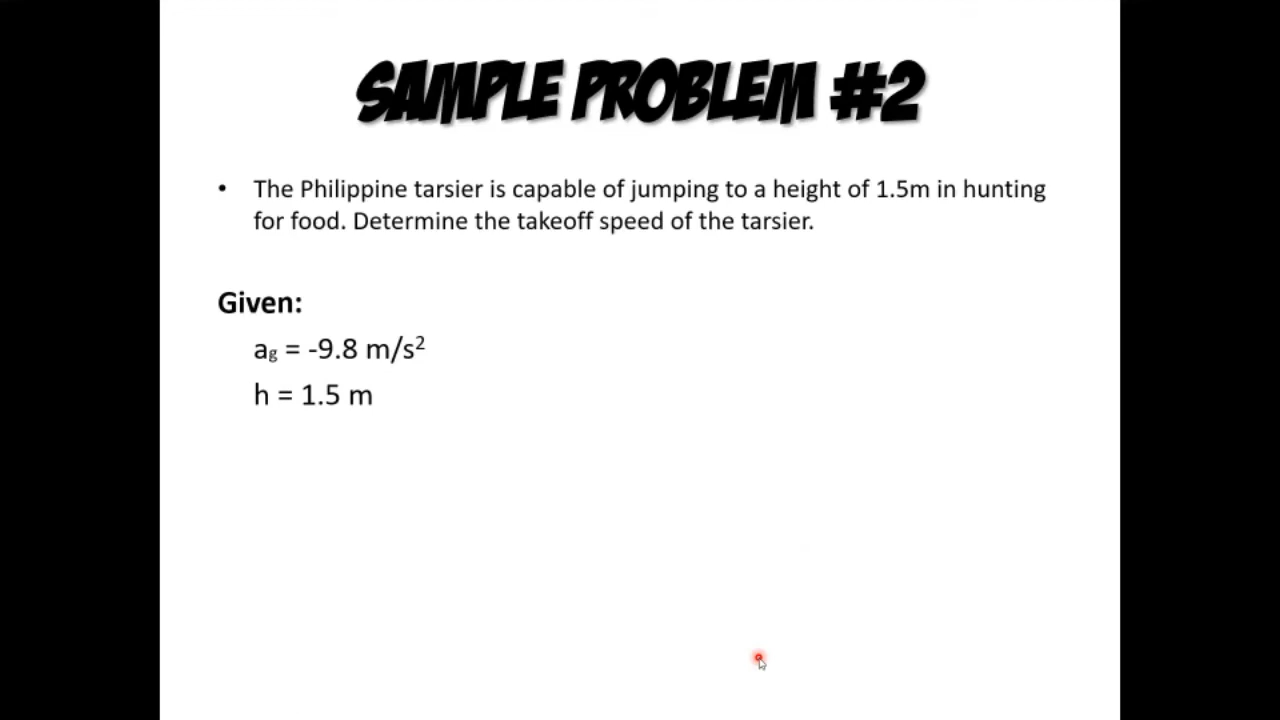 SAMPLE PROBLEM #2
• The Philippine tarsier is capable of jumping to a height of 1.5m in hunting
for food. Determine the takeoff speed of the tarsier.
Given:
ag = -9.8 m/s²
h = 1.5 m